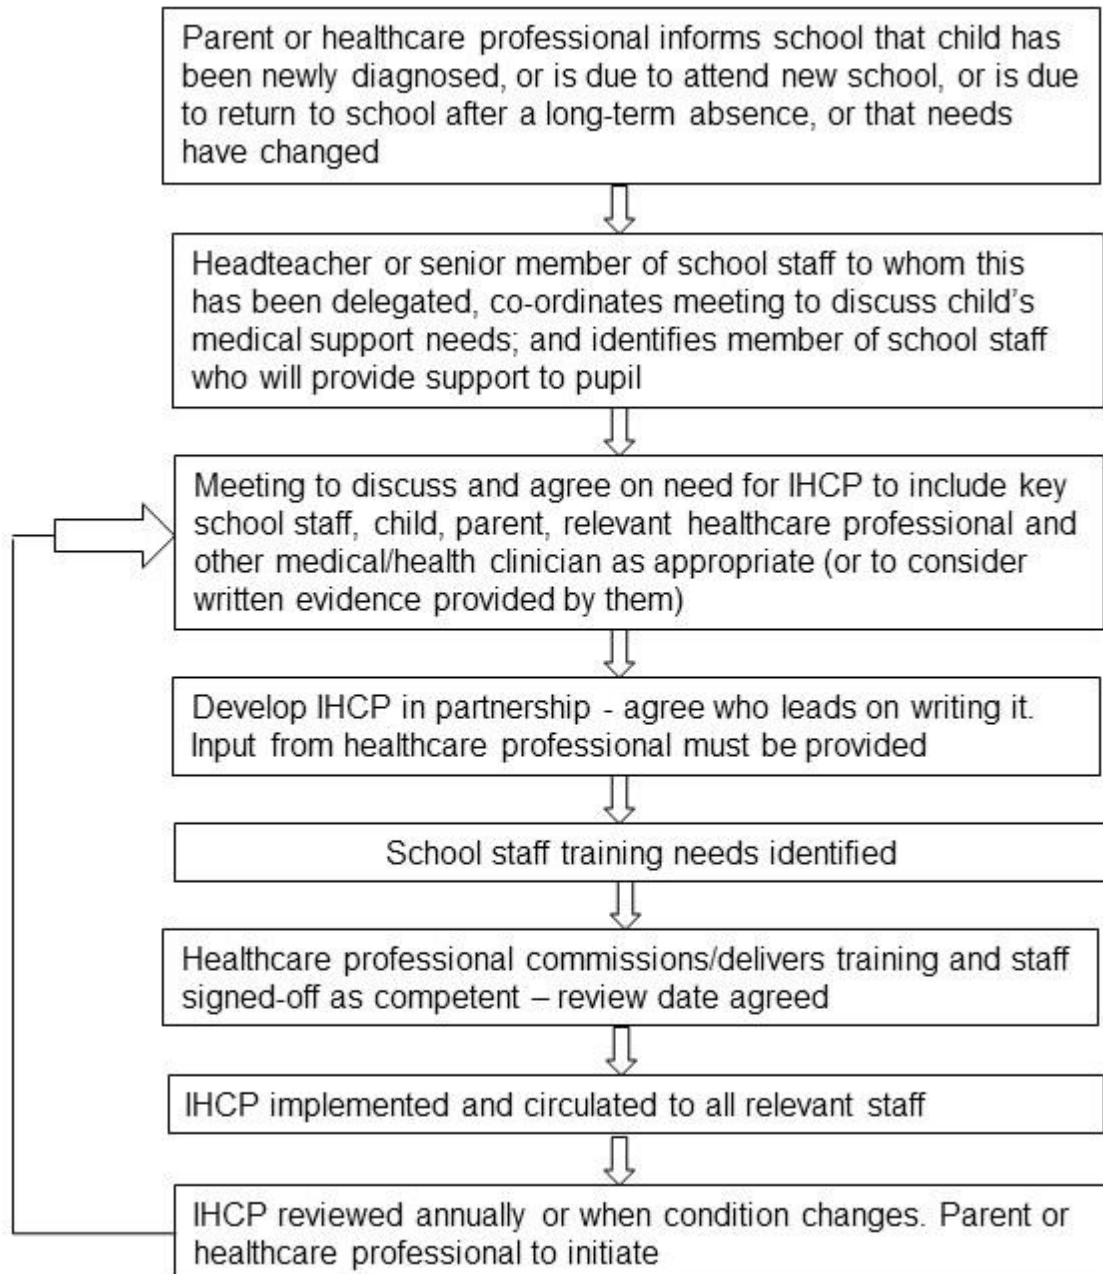 Parent or healthcare professional informs school that child has
been newly diagnosed, or is due to attend new school, or is due
to return to school after a long-term absence, or that needs
have changed
Headteacher or senior member of school staff to whom this
has been delegated, co-ordinates meeting to discuss child's
medical support needs; and identifies member of school staff
who will provide support to pupil
Meeting to discuss and agree on need for IHCP to include key
school staff, child, parent, relevant healthcare professional and
other medical/health clinician as appropriate (or to consider
written evidence provided by them)
Develop IHCP in partnership - agree who leads on writing it.
Input from healthcare professional must be provided
School staff training needs identified
Healthcare professional commissions/delivers training and staff
signed-off as competent – review date agreed
IHCP implemented and circulated to all relevant staff
IHCP reviewed annually or when condition changes. Parent or
healthcare professional to initiate